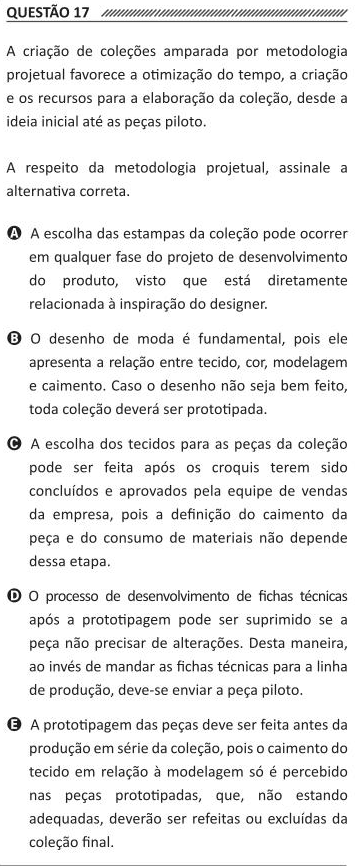 QUESTÃO 17
A criação de coleções amparada por metodologia
projetual favorece a otimização do tempo, a criação
e os recursos para a elaboração da coleção, desde a
ideia inicial até as peças piloto.
A respeito da metodologia projetual, assinale a
alternativa correta.
A A escolha das estampas da coleção pode ocorrer
em qualquer fase do projeto de desenvolvimento
do produto, visto que está diretamente
relacionada à inspiração do designer.
B O desenho de moda é fundamental, pois ele
apresenta a relação entre tecido, cor, modelagem
e caimento. Caso o desenho não seja bem feito,
toda coleção deverá ser prototipada.
C A escolha dos tecidos para as peças da coleção
pode ser feita após os croquis terem sido
concluídos e aprovados pela equipe de vendas
da empresa, pois a definição do caimento da
peça e do consumo de materiais não depende
dessa etapa.
D O processo de desenvolvimento de fichas técnicas
após a prototipagem pode ser suprimido se a
peça não precisar de alterações. Desta maneira,
ao invés de mandar as fichas técnicas para a linha
de produção, deve-se enviar a peça piloto.
E A prototipagem das peças deve ser feita antes da
produção em série da coleção, pois o caimento do
tecido em relação à modelagem só é percebido
nas peças prototipadas, que, não estando
adequadas, deverão ser refeitas ou excluídas da
coleção final.